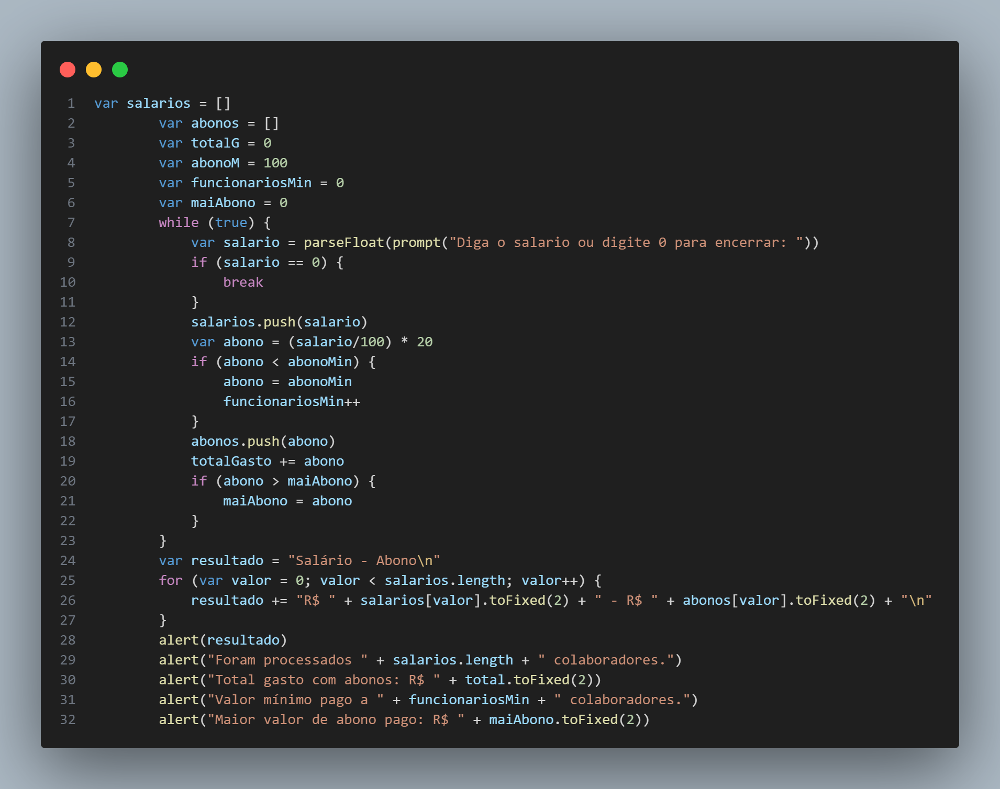 1 var salarios = []
2         var abonos = []
3         var totalG = 0
4         var abonoM = 100
5         var funcionariosMin = 0
6         var maiAbono = 0
7         while (true) {
8             var salario = parseFloat(prompt("Diga o salario ou digite 0 para encerrar: "))
9             if (salario == 0) {
10                 break
11             }
12             salarios.push(salario)
13             var abono = (salario/100) * 20
14             if (abono < abonoMin) {
15                 abono = abonoMin
16                 funcionariosMin++
17             }
18             abonos.push(abono)
19             totalGasto += abono
20             if (abono > maiAbono) {
21                 maiAbono = abono
22             }
23         }
24         var resultado = "Salário - Abono\n"
25         for (var valor = 0; valor < salarios.length; valor++) {
26             resultado += "R$ " + salarios[valor].toFixed(2) + " - R$ " + abonos[valor].toFixed(2) + "\n"
27         }
28         alert(resultado)
29         alert("Foram processados " + salarios.length + " colaboradores.")
30         alert("Total gasto com abonos: R$ " + total.toFixed(2))
31         alert("Valor mínimo pago a " + funcionariosMin + " colaboradores.")
32         alert("Maior valor de abono pago: R$ " + maiAbono.toFixed(2))